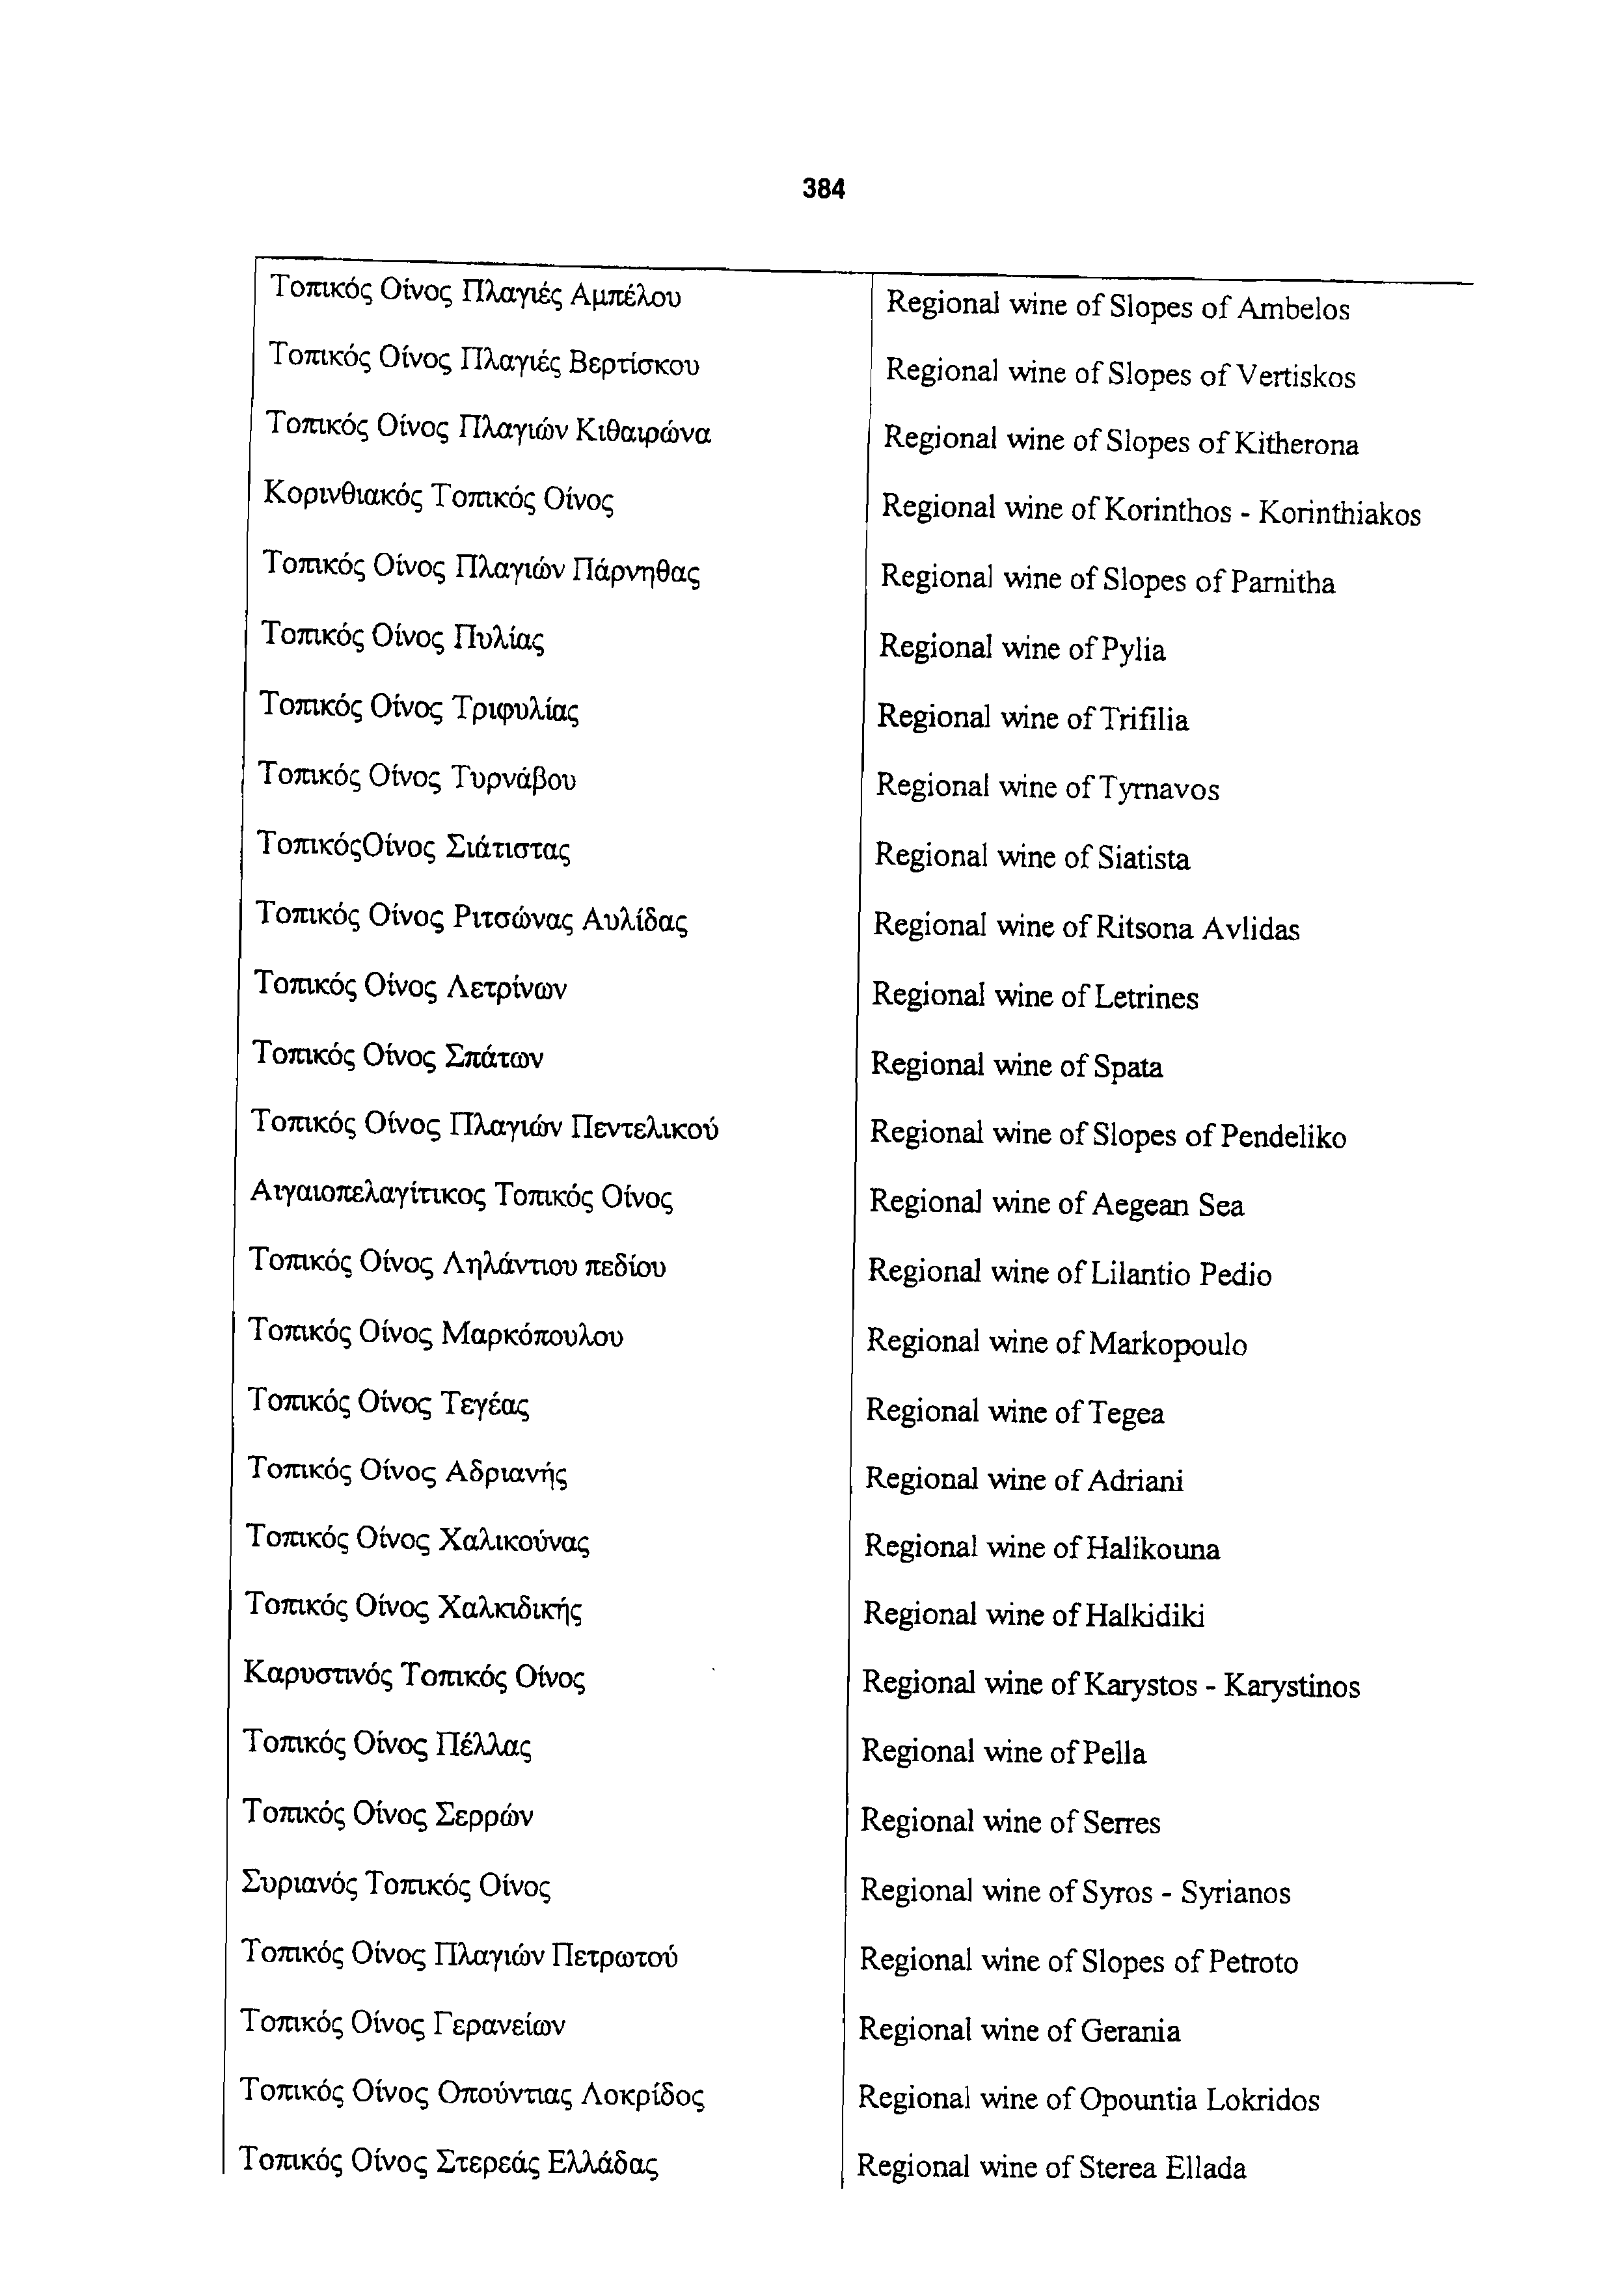 384
Τοπικός Οίνος Πλαγιές Αμπέλου Regional wine of Slopes of Ambelos
Τοπικός Οίνος Πλαγιές Βερτίσκου Regional wine of Slopes of Vertiskos
Τοπικός Οίνος Πλαγιών Κιθαιρώνα Regional wine of Slopes of Kitherona
Κορινθιακός Τοπικός Οίνος Regional wine of Korinthos - Korinthiakos
Τοπικός Οίνος Πλαγιών Πάρνηθας Regional wine of Slopes of Parnitha
Τοπικός Οίνος Πυλίας Regional wine of Pylia
Τοπικός Οίνος Τριφυλίας Regional wine of Trifilia
Τοπικός Οίνος Τυρνάβου Regional wine of Tyrnavos
ΤοπικόςΟίνος Σιάτιστας Regional wine of Siatista
Τοπικός Οίνος Ριτσώνας Αυλίδας Regional wine of Ritsona Avlidas
Τοπικός Οίνος Λετρίνων Regional wine of Letrines
Τοπικός Οίνος Σπάτων Regional wine of Spata
Τοπικός Οίνος Πλαγιών Πεντελικού Regional wine of Slopes of Pendeliko
Αιγαιοπελαγίτικος Τοπικός Οίνος Regional wine of Aegean Sea
Τοπικός Οίνος Ληλάντιου πεδίου Regional wine of Lilantio Pedio
Τοπικός Οίνος Μαρκόπουλου Regional wine of Markopoulo
Τοπικός Οίνος Τεγέας Regional wine of Tegea
Τοπικός Οίνος Αδριανής Regional wine of Adriani
Τοπικός Οίνος Χαλικούνας Regional wine of Halikouna
Τοπικός Οίνος Χαλκιδικής Regional wine of Halkidiki
Καρυστινός Τοπικός Οίνος Regional wine of Karystos - Karystinos
Τοπικός Οίνος Πέλλας Regional wine of Pella
Τοπικός Οίνος Σερρών Regional wine of Serres
Συριανός Τοπικός Οίνος Regional wine of Syros - Syrianos
Τοπικός Οίνος Πλαγιών Πετρωτού Regional wine of Slopes of Petroto
Τοπικός Οίνος Γερανείων Regional wine of Gerania
Τοπικός Οίνος Οπούντιας Λοκρίδος Regional wine of Opountia Lokridos
Τοπικός Οίνος Στερεάς Ελλάδας Regional wine of Sterea Ellada